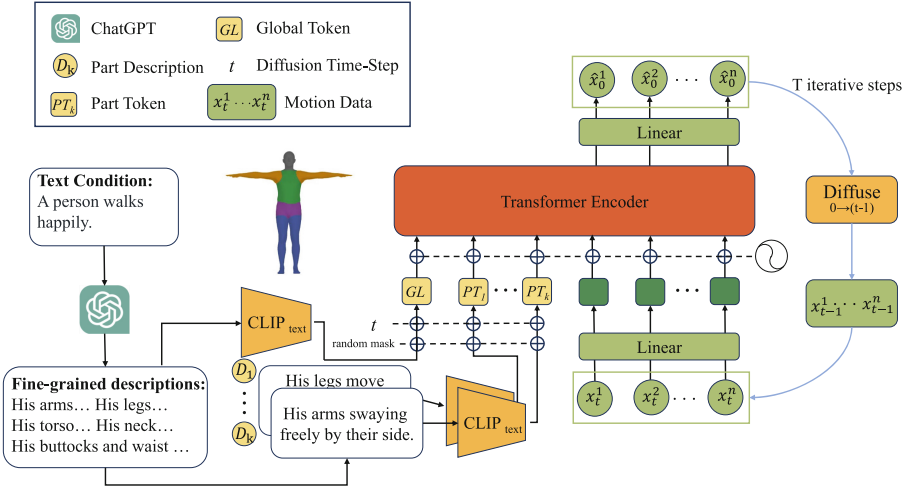 ChatGPT
GL Global Token
D_k Part Description
t Diffusion Time-Step
PT_k Part Token
x_t^1 ··· x_t^n Motion Data
x̂_0^1 x̂_0^2 ··· x̂_0^n
T iterative steps
Linear
Text Condition:
A person walks
happily.
Transformer Encoder
Diffuse
0→(t-1)
GL PT_1 ··· PT_k ···
x_{t-1}^1 ··· x_{t-1}^n
CLIP text
t
random mask
Linear
Fine-grained descriptions:
His arms… His legs…
His torso… His neck…
His buttocks and waist …
D_1
⋮
D_k
His legs move
His arms swaying
freely by their side.
CLIP text
x_t^1 x_t^2 ··· x_t^n